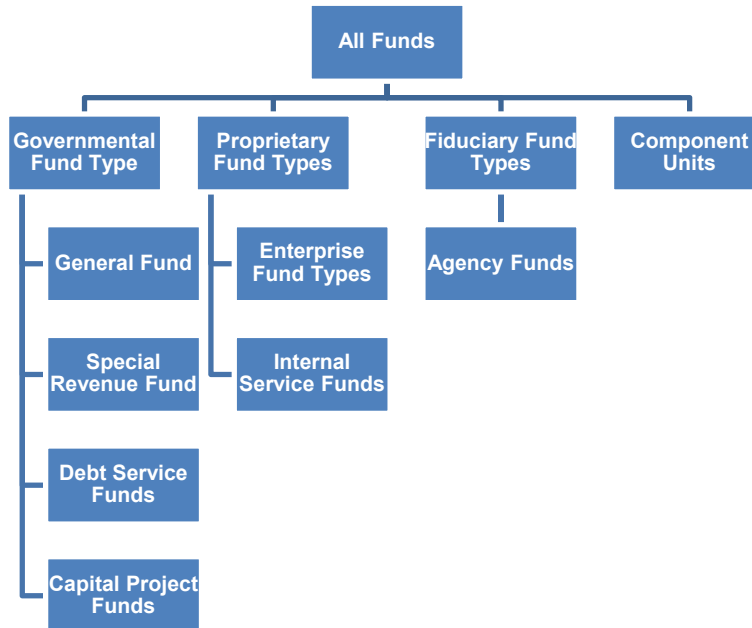 All Funds
Governmental
Fund Type
Proprietary
Fund Types
Fiduciary Fund
Types
Component
Units
General Fund
Enterprise
Fund Types
Agency Funds
Special
Revenue Fund
Internal
Service Funds
Debt Service
Funds
Capital Project
Funds